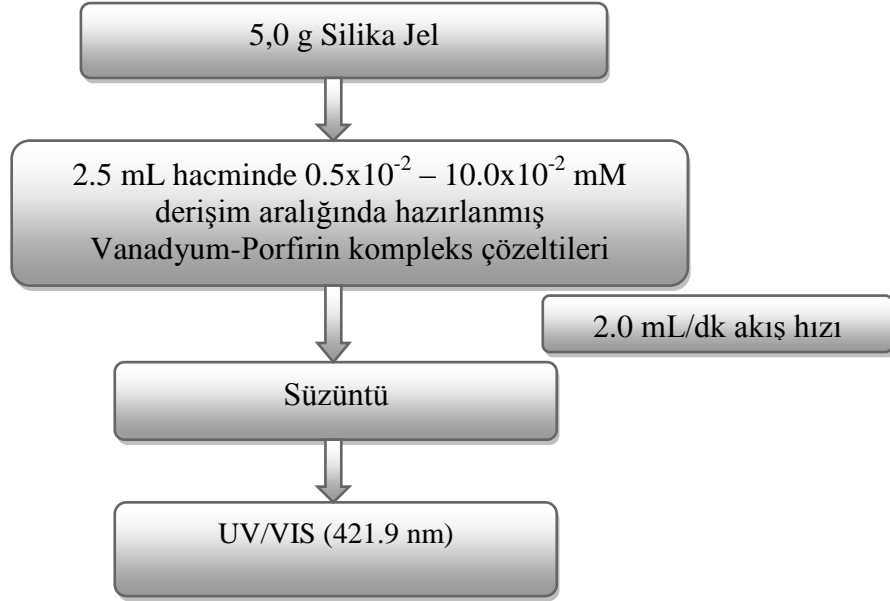 5,0 g Silika Jel
2.5 mL hacminde 0.5x10⁻² – 10.0x10⁻² mM
derişim aralığında hazırlanmış
Vanadyum-Porfirin kompleks çözeltileri
2.0 mL/dk akış hızı
Süzüntü
UV/VIS (421.9 nm)